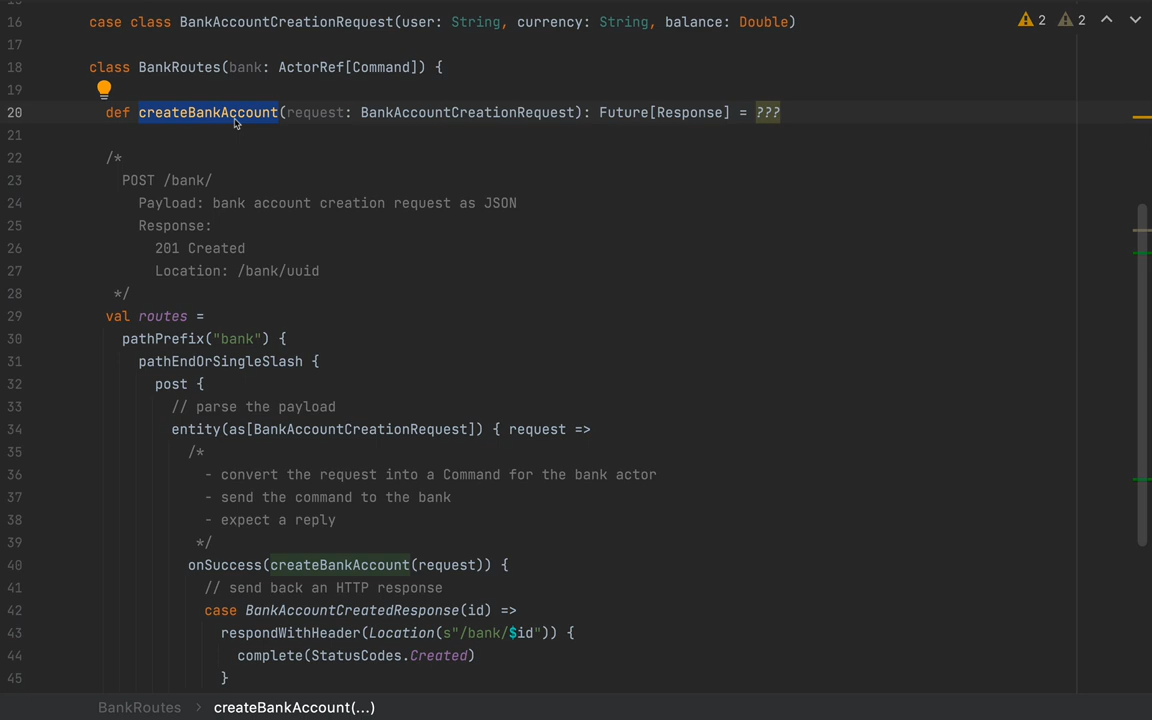 16 case class BankAccountCreationRequest(user: String, currency: String, balance: Double)
2 2
17
18 class BankRoutes(bank: ActorRef[Command]) {
19
20 def createBankAccount(request: BankAccountCreationRequest): Future[Response] = ???
21
22 /*
23 POST /bank/
24 Payload: bank account creation request as JSON
25 Response:
26 201 Created
27 Location: /bank/uuid
28 */
29 val routes =
30 pathPrefix("bank") {
31 pathEndOrSingleSlash {
32 post {
33 // parse the payload
34 entity(as[BankAccountCreationRequest]) { request =>
35 /*
36 - convert the request into a Command for the bank actor
37 - send the command to the bank
38 - expect a reply
39 */
40 onSuccess(createBankAccount(request)) {
41 // send back an HTTP response
42 case BankAccountCreatedResponse(id) =>
43 respondWithHeader(Location(s"/bank/$id")) {
44 complete(StatusCodes.Created)
45 }
BankRoutes > createBankAccount(...)